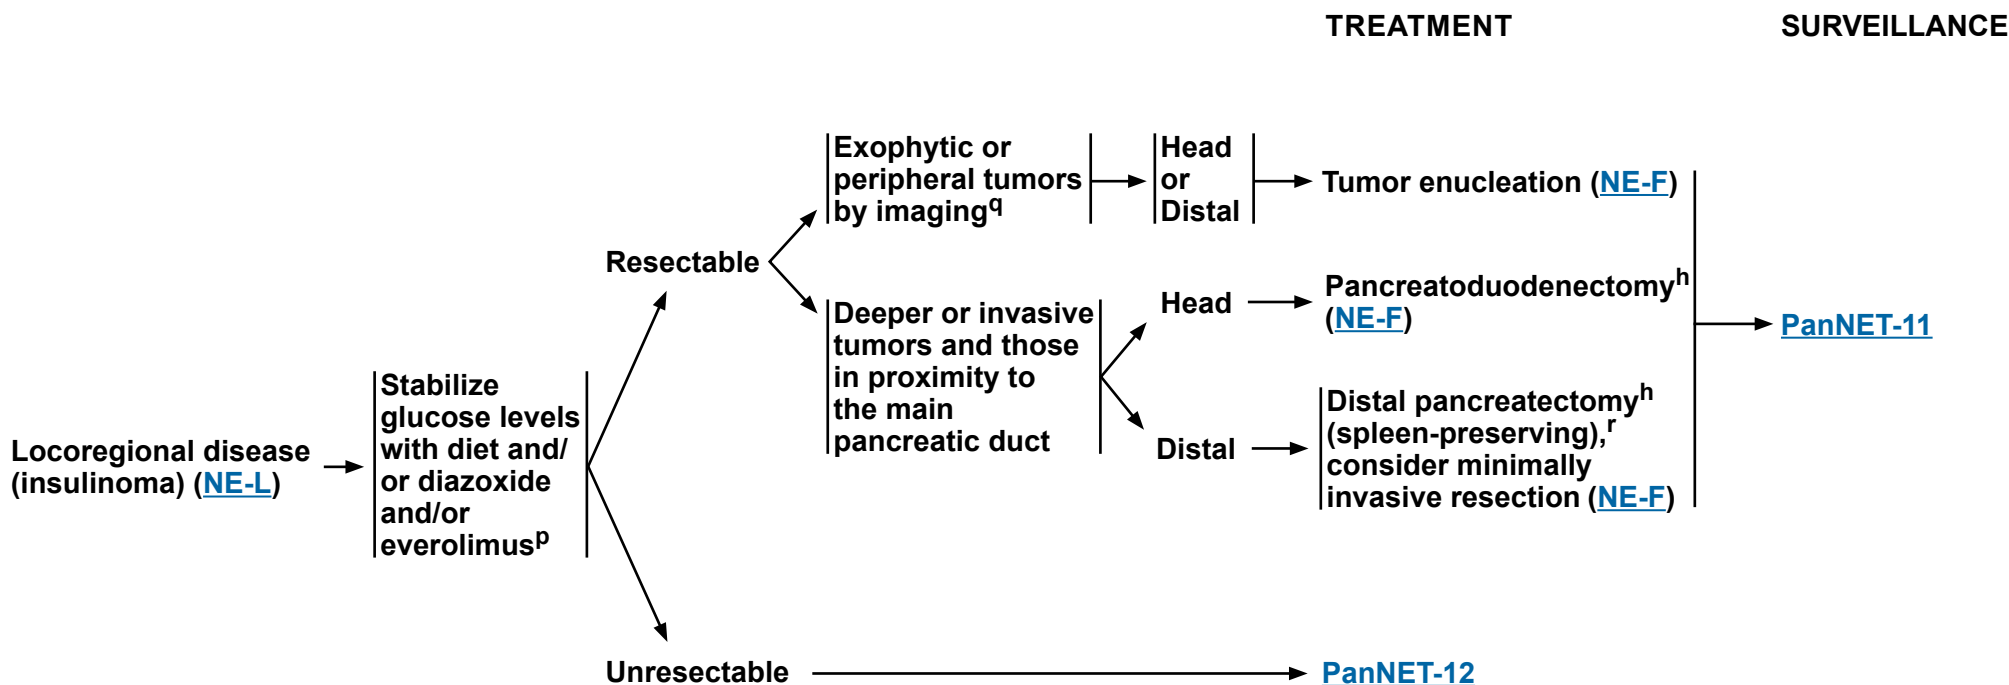 TREATMENT
SURVEILLANCE
Locoregional disease
(insulinoma) (NE-L)
Stabilize
glucose levels
with diet and/
or diazoxide
and/or
everolimusᵖ
Resectable
Exophytic or
peripheral tumors
by imaging^q
Head
or
Distal
Tumor enucleation (NE-F)
Deeper or invasive
tumors and those
in proximity to
the main
pancreatic duct
Head
Pancreatoduodenectomyʰ
(NE-F)
Distal
Distal pancreatectomyʰ
(spleen-preserving),ʳ
consider minimally
invasive resection (NE-F)
PanNET-11
Unresectable
PanNET-12